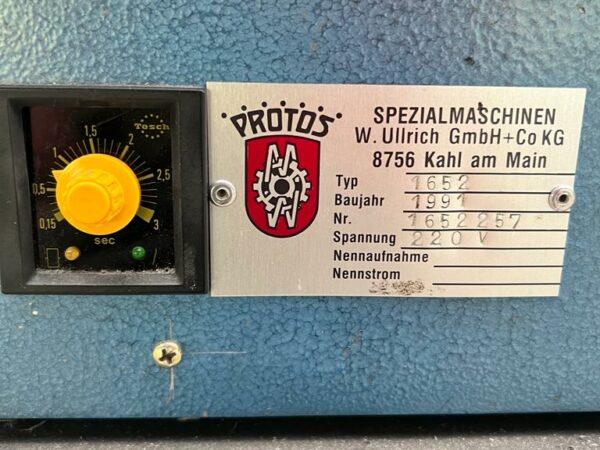 Tesch
0,15
0,5
1
1,5
2
2,5
3
sec
PROTOS
SPEZIALMASCHINEN
W. Ullrich GmbH+Co KG
8756 Kahl am Main
Typ 1652
Baujahr 1991
Nr. 1652257
Spannung 220 V
Nennaufnahme
Nennstrom